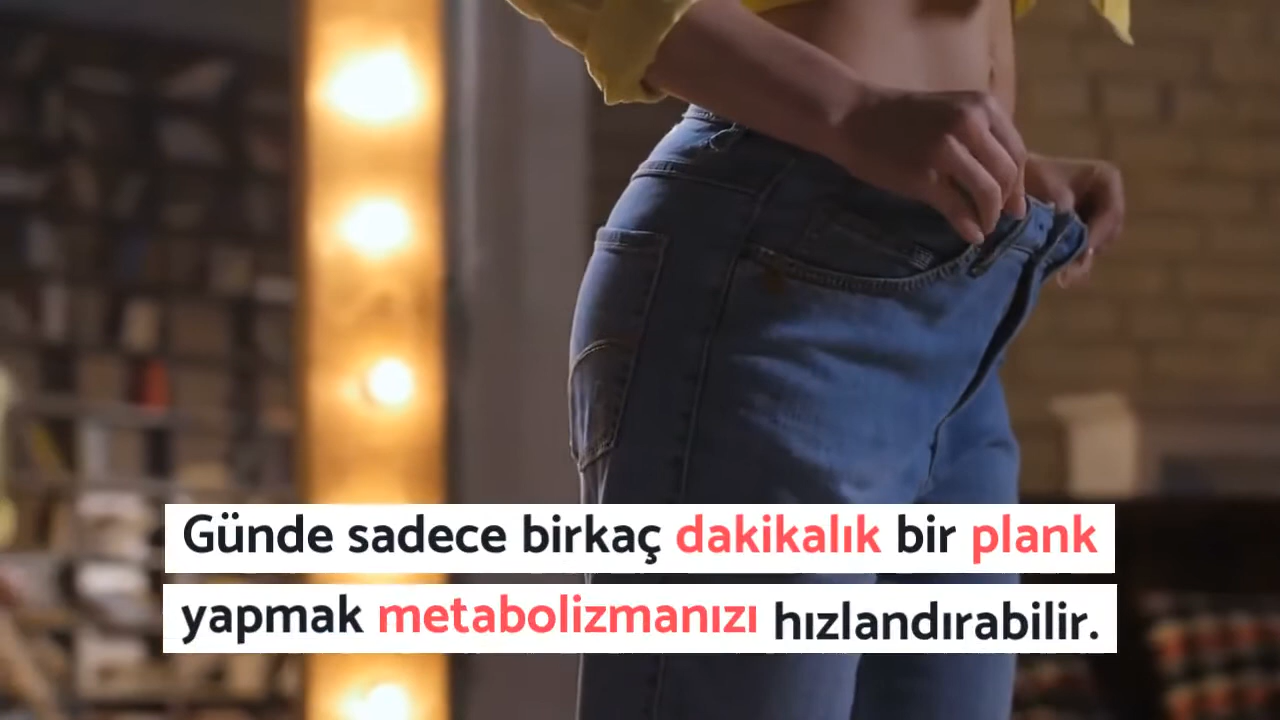 Günde sadece birkaç dakikalık bir plank
yapmak metabolizmanızı hızlandırabilir.